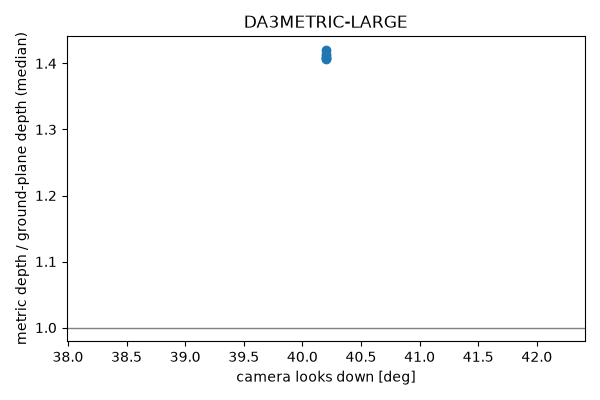 DA3METRIC-LARGE
metric depth / ground-plane depth (median)
1.4
1.3
1.2
1.1
1.0
38.0 38.5 39.0 39.5 40.0 40.5 41.0 41.5 42.0
camera looks down [deg]